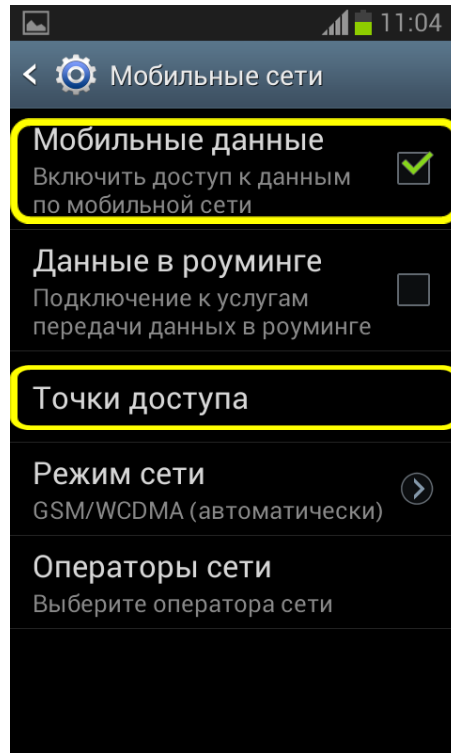 11:04
Мобильные сети
Мобильные данные
Включить доступ к данным
по мобильной сети
Данные в роуминге
Подключение к услугам
передачи данных в роуминге
Точки доступа
Режим сети
GSM/WCDMA (автоматически)
Операторы сети
Выберите оператора сети